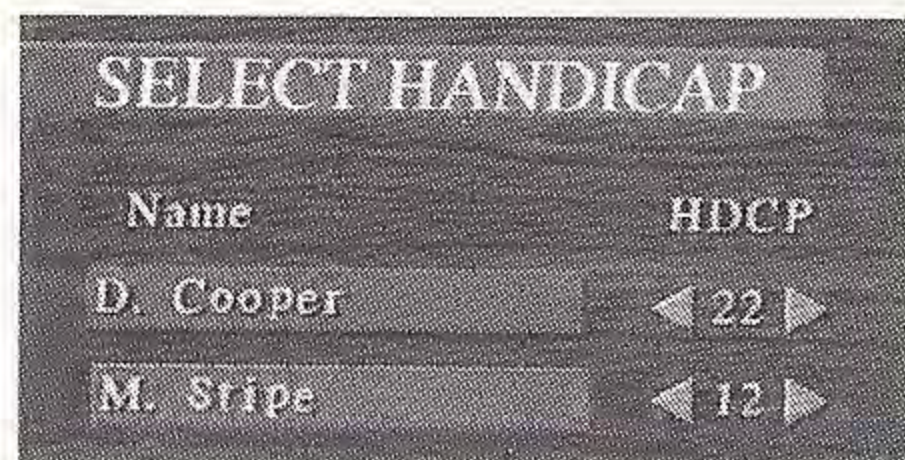 SELECT HANDICAP
Name HDCP
D. Cooper ◀ 22 ▶
M. Stipe ◀ 12 ▶